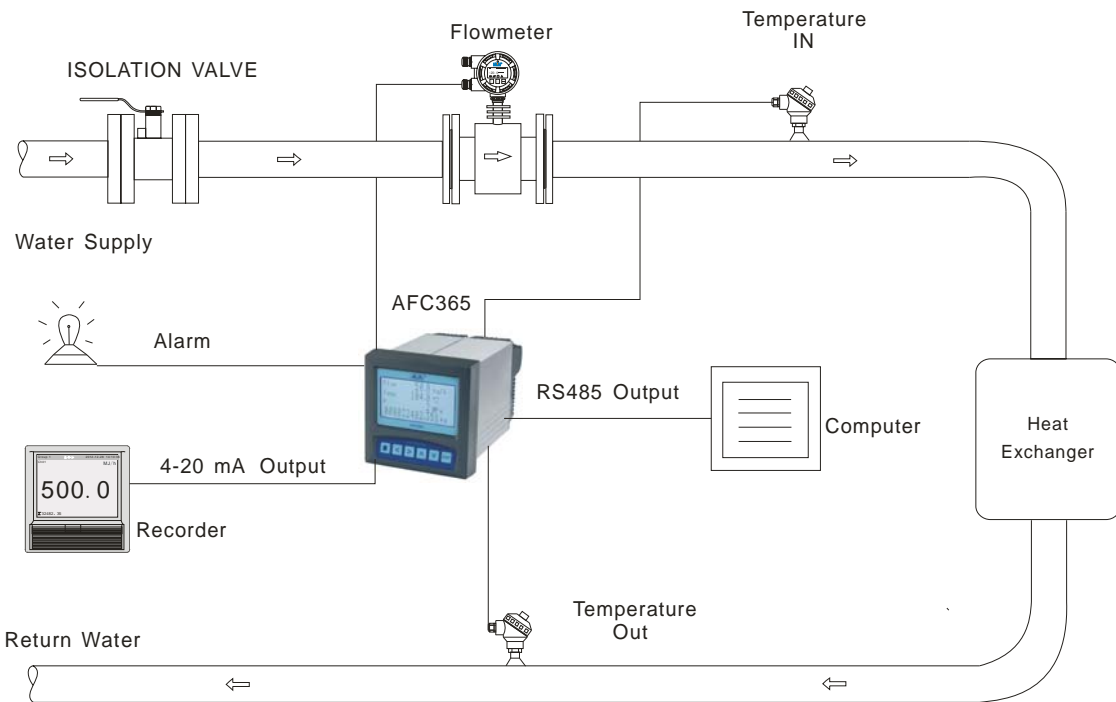 Temperature
IN
Flowmeter
ISOLATION VALVE
Water Supply
AFC365
Alarm
RS485 Output
Computer
Heat
Exchanger
4-20 mA Output
MJ/h
500.0
Recorder
Temperature
Out
Return Water